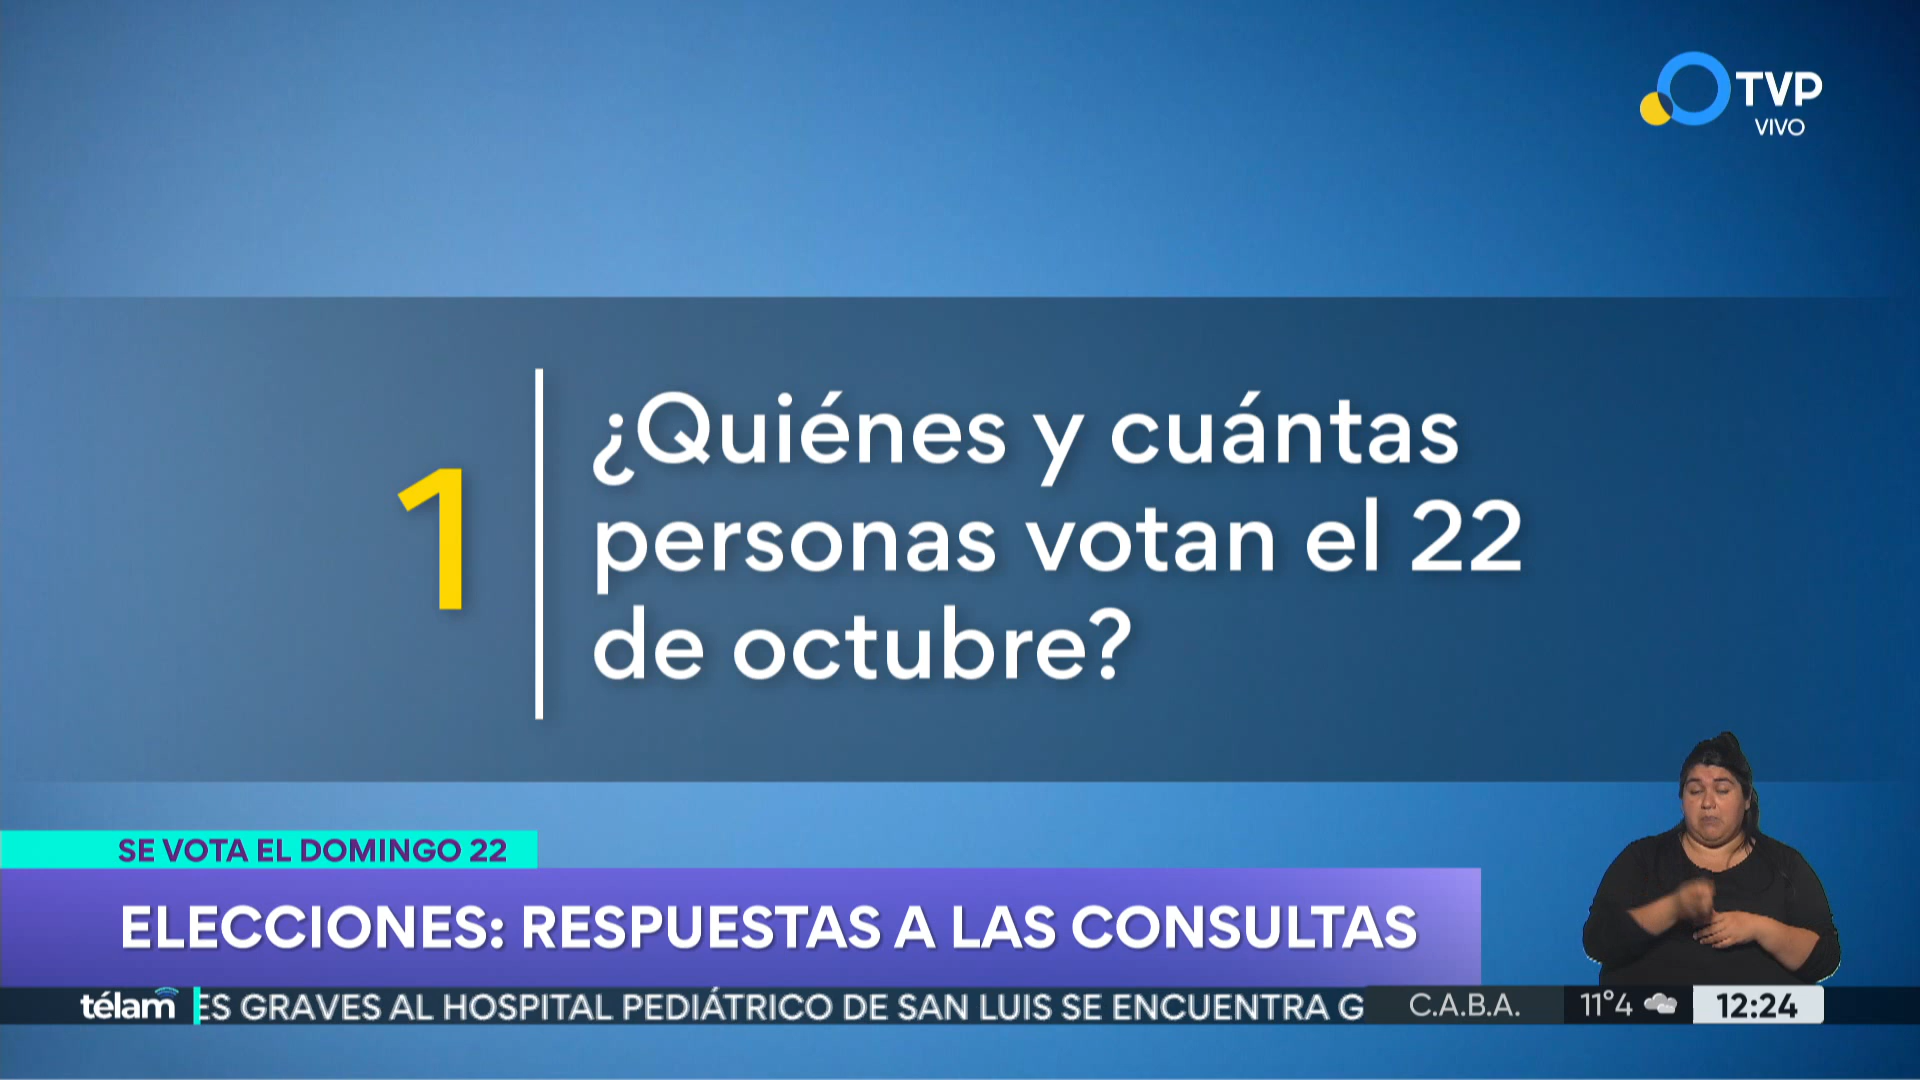 TVP
VIVO
1
¿Quiénes y cuántas
personas votan el 22
de octubre?
SE VOTA EL DOMINGO 22
ELECCIONES: RESPUESTAS A LAS CONSULTAS
télam
ES GRAVES AL HOSPITAL PEDIÁTRICO DE SAN LUIS SE ENCUENTRA G
C.A.B.A.
11°4
12:24